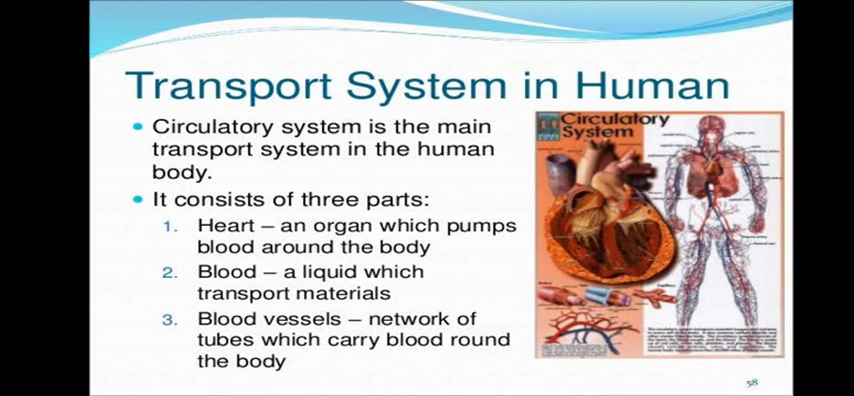 Transport System in Human
• Circulatory system is the main
transport system in the human
body.
• It consists of three parts:
1. Heart – an organ which pumps
blood around the body
2. Blood – a liquid which
transport materials
3. Blood vessels – network of
tubes which carry blood round
the body
Circulatory
System
58